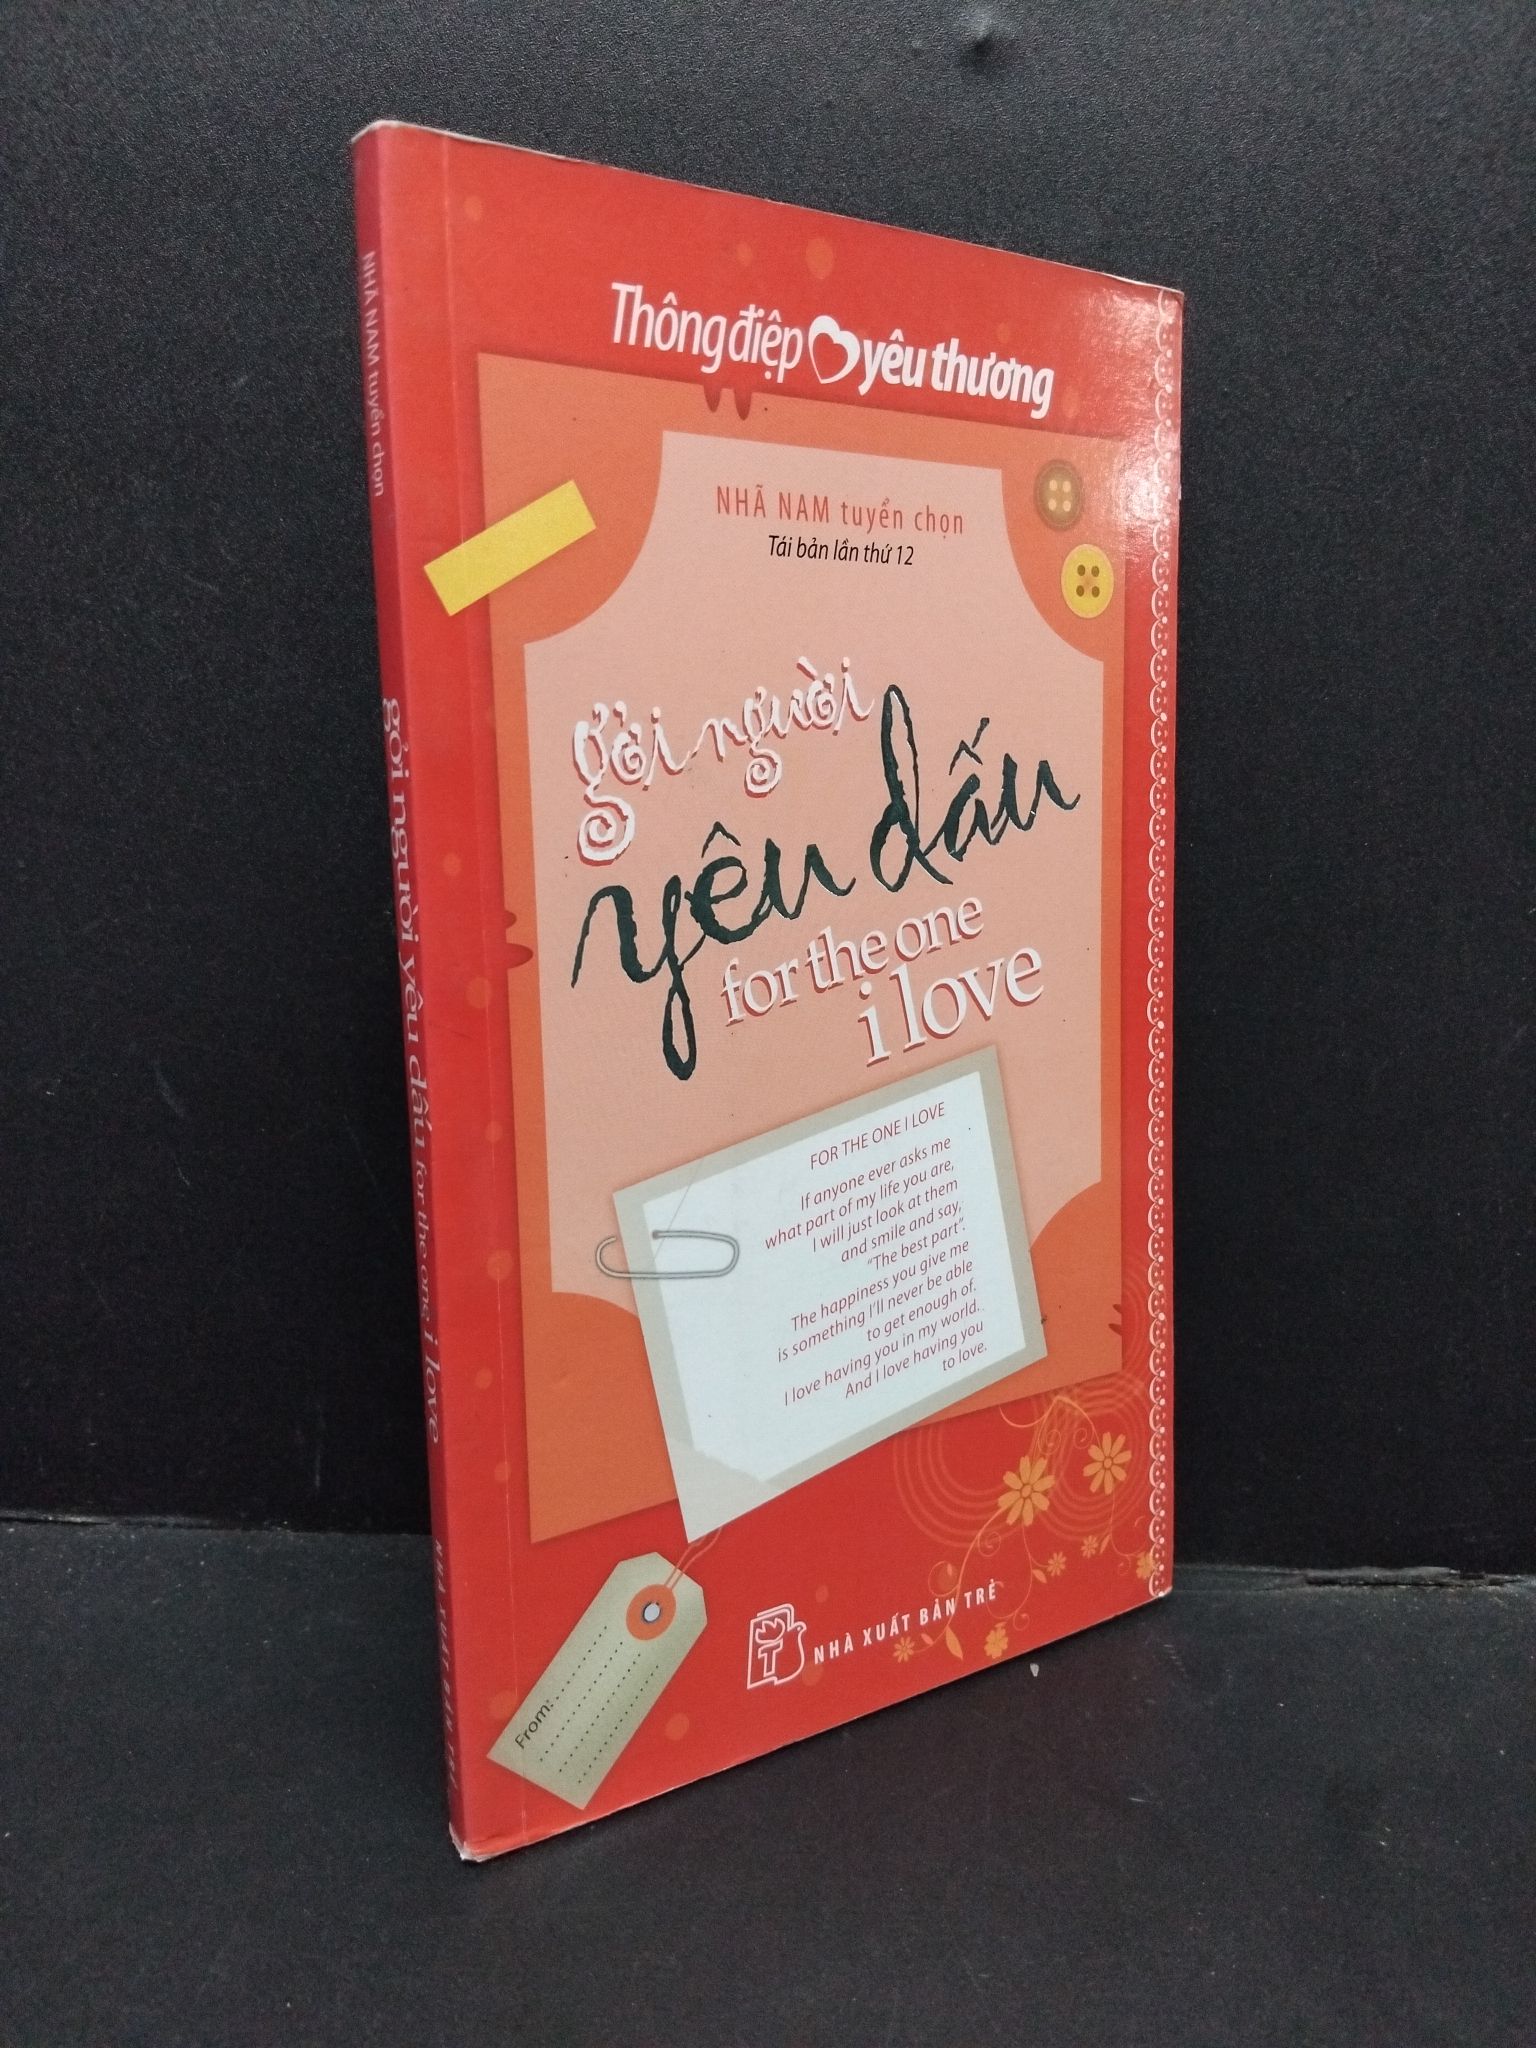 Thông điệp yêu thương
NHÃ NAM tuyển chọn
Tái bản lần thứ 12
gởi người
yêu dấu
for the one
i love
FOR THE ONE I LOVE
If anyone ever asks me
what part of my life you are,
I will just look at them
and smile and say,
“The best part”.
The happiness you give me
is something I’ll never be able
to get enough of.
I love having you in my world.
And I love having you
to love.
From:
NHÀ XUẤT BẢN TRẺ
NHÃ NAM tuyển chọn
gởi người yêu dấu for the one i love
NHÀ XUẤT BẢN TRẺ